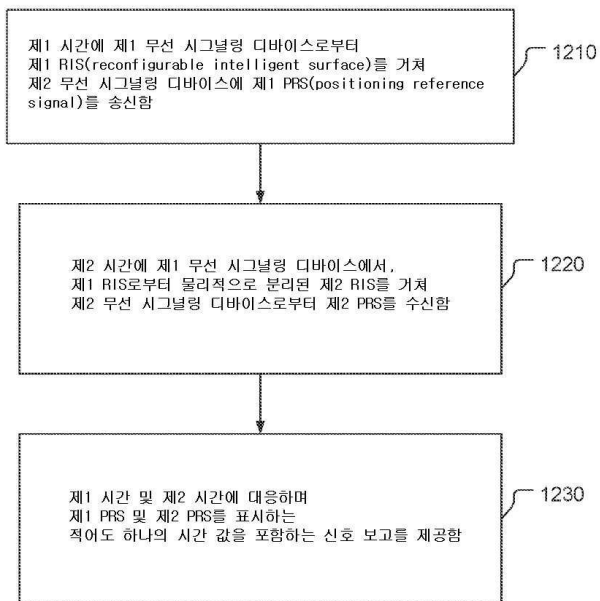 제1 시간에 제1 무선 시그널링 디바이스로부터
제1 RIS(reconfigurable intelligent surface)를 거쳐
제2 무선 시그널링 디바이스에 제1 PRS(positioning reference
signal)를 송신함
1210
제2 시간에 제1 무선 시그널링 디바이스에서,
제1 RIS로부터 물리적으로 분리된 제2 RIS를 거쳐
제2 무선 시그널링 디바이스로부터 제2 PRS를 수신함
1220
제1 시간 및 제2 시간에 대응하며
제1 PRS 및 제2 PRS를 표시하는
적어도 하나의 시간 값을 포함하는 신호 보고를 제공함
1230